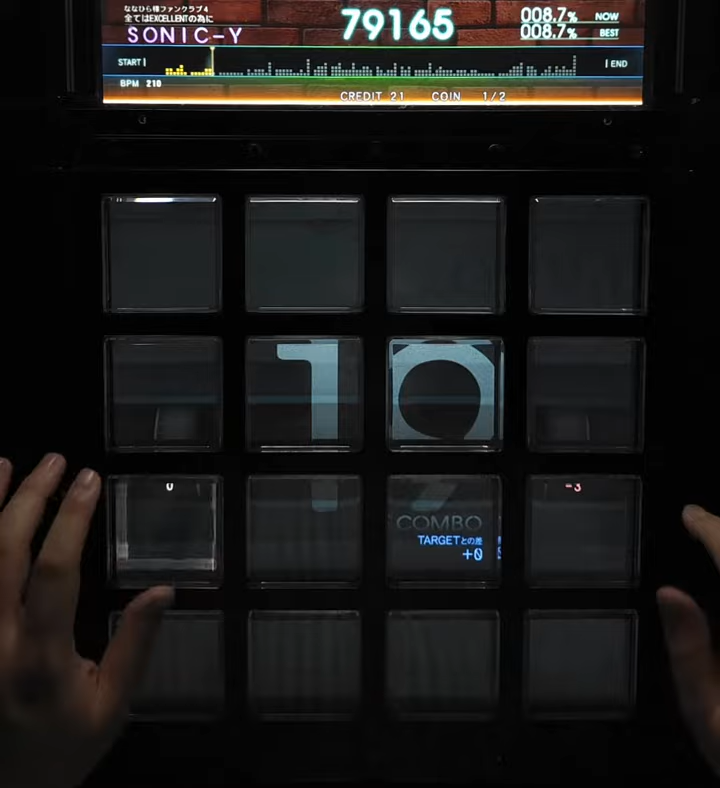 ななひら様ファンクラブ4
全てはEXCELLENTの為に
SONIC-Y
79165
008.7% NOW
008.7% BEST
START|
| END
BPM 210
CREDIT 21 COIN 1/2
10
0
-3
COMBO
TARGETとの差
+0